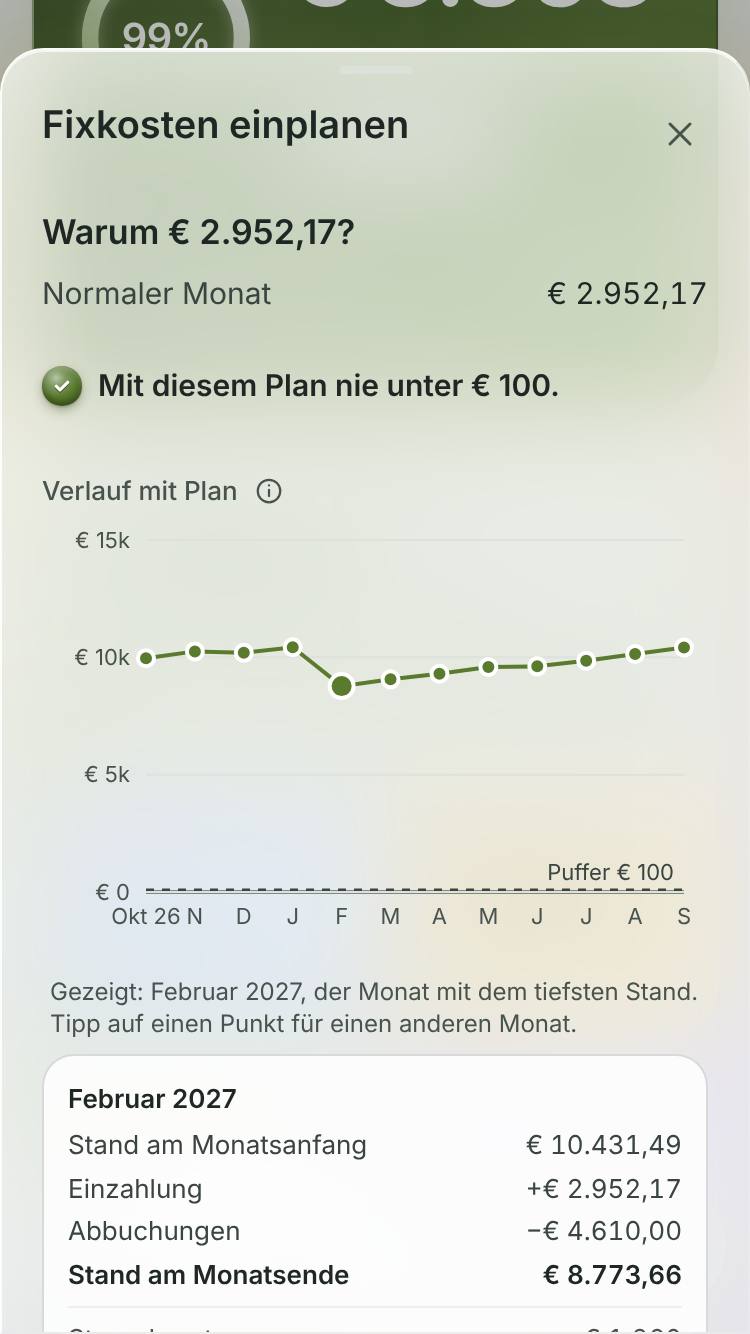 99%
Fixkosten einplanen
Warum € 2.952,17?
Normaler Monat € 2.952,17
Mit diesem Plan nie unter € 100.
Verlauf mit Plan
€ 15k
€ 10k
€ 5k
Puffer € 100
€ 0
Okt 26 N D J F M A M J J A S
Gezeigt: Februar 2027, der Monat mit dem tiefsten Stand.
Tipp auf einen Punkt für einen anderen Monat.
Februar 2027
Stand am Monatsanfang € 10.431,49
Einzahlung +€ 2.952,17
Abbuchungen −€ 4.610,00
Stand am Monatsende € 8.773,66